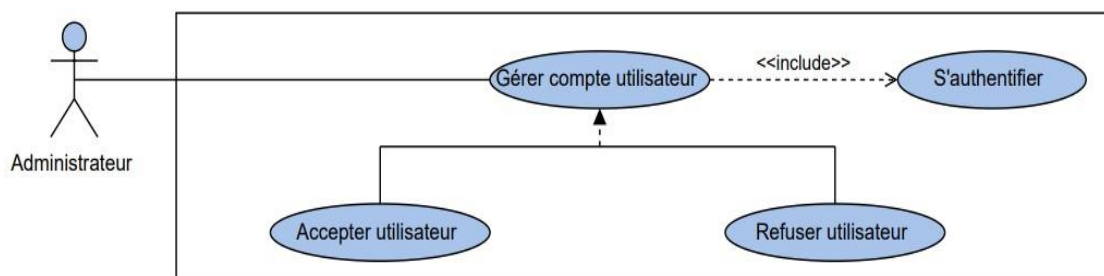 <<include>>
Gérer compte utilisateur
S'authentifier
Administrateur
Accepter utilisateur
Refuser utilisateur